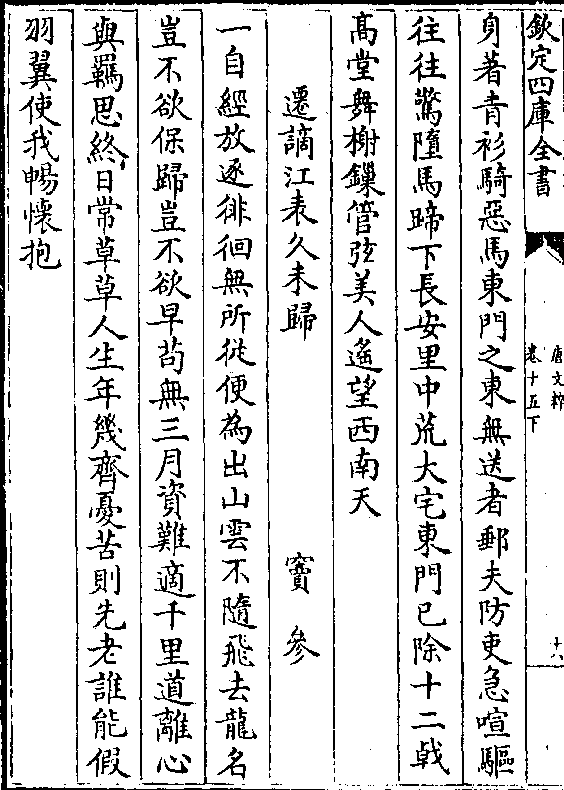 欽定四庫全書
唐文粹
卷十五下
十八
身著青衫騎惡馬東門之東無送者郵夫防吏急喧驅
往往驚墮馬蹄下長安里中荒大宅東門已除十二戟
高堂舞榭鏁管弦美人遙望西南天
遷謫江表久未歸
竇參
一自經放逐徘徊無所從便為出山雲不隨飛去龍名
豈不欲保歸豈不欲早茍無三月資難適千里道離心
與羈思終日常草草人生年幾齊憂苦則先老誰能假
羽翼使我暢懷抱